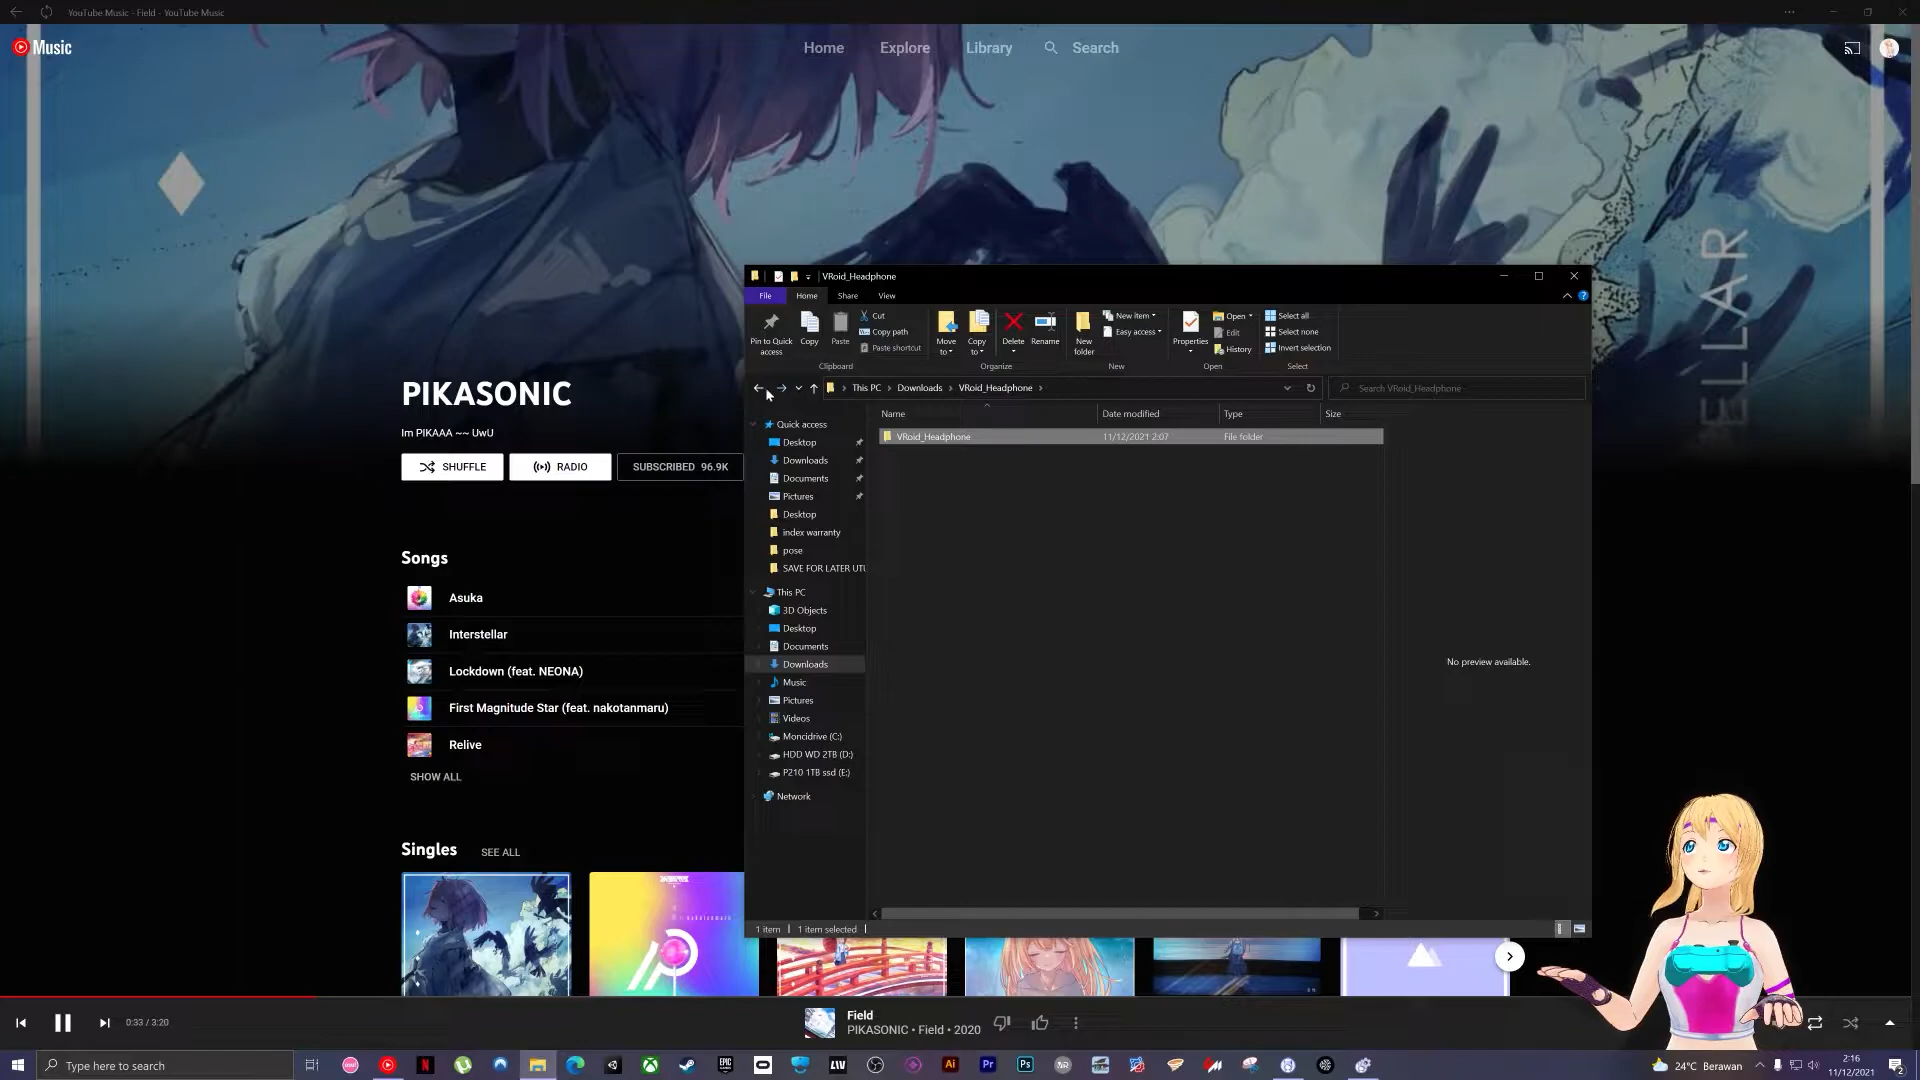 YouTube Music - Field - YouTube Music
Music
Home
Explore
Library
Search
PIKASONIC
Im PIKAAA ~~ UwU
SHUFFLE
RADIO
SUBSCRIBED 96.9K
Songs
Asuka
Interstellar
Lockdown (feat. NEONA)
First Magnitude Star (feat. nakotanmaru)
Relive
SHOW ALL
Singles
SEE ALL
VRoid_Headphone
File
Home
Share
View
Pin to Quick access
Copy
Paste
Cut
Copy path
Paste shortcut
Clipboard
Move to
Copy to
Delete
Rename
Organize
New folder
New item
Easy access
New
Properties
Open
Edit
History
Open
Select all
Select none
Invert selection
Select
This PC
Downloads
VRoid_Headphone
Search VRoid_Headphone
Name
Date modified
Type
Size
VRoid_Headphone
11/12/2021 2:07
File folder
Quick access
Desktop
Downloads
Documents
Pictures
Desktop
index warranty
pose
SAVE FOR LATER UTU
This PC
3D Objects
Desktop
Documents
Downloads
Music
Pictures
Videos
Moncidrive (C:)
HDD WD 2TB (D:)
P210 1TB ssd (E:)
Network
No preview available.
1 item
1 item selected
0:33 / 3:20
Field
PIKASONIC • Field • 2020
Type here to search
24°C Berawan
2:16
11/12/2021